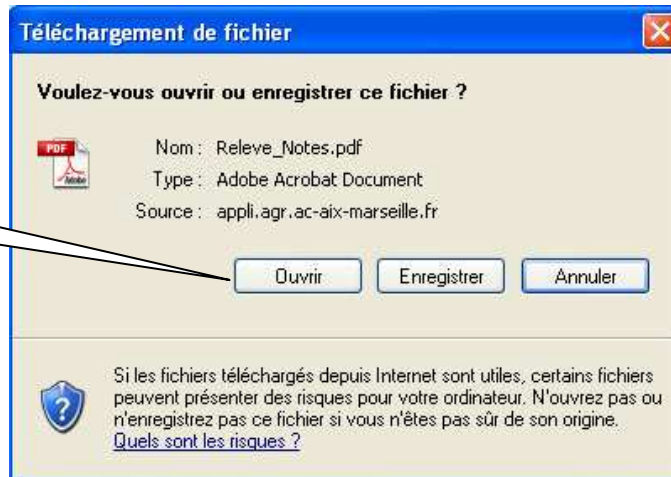 Téléchargement de fichier
Voulez-vous ouvrir ou enregistrer ce fichier ?
PDF
Adobe
Nom : Releve_Notes.pdf
Type : Adobe Acrobat Document
Source : appli.agr.ac-aix-marseille.fr
Ouvrir Enregistrer Annuler
Si les fichiers téléchargés depuis Internet sont utiles, certains fichiers
peuvent présenter des risques pour votre ordinateur. N'ouvrez pas ou
n'enregistrez pas ce fichier si vous n'êtes pas sûr de son origine.
Quels sont les risques ?